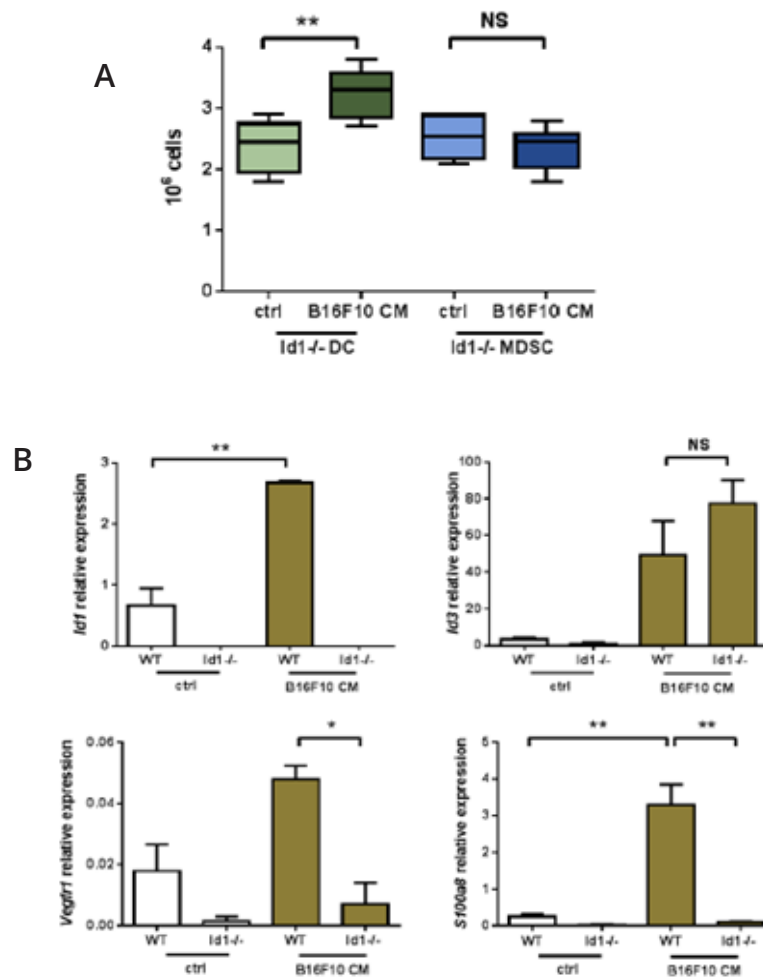 A
** NS
4
3
2
1
0
10⁶ cells
ctrl B16F10 CM ctrl B16F10 CM
Id1-/- DC Id1-/- MDSC
B
**
3
2
1
0
Id1 relative expression
WT Id1-/- WT Id1-/-
ctrl B16F10 CM
NS
100
80
60
40
20
0
Id3 relative expression
WT Id1-/- WT Id1-/-
ctrl B16F10 CM
*
0.06
0.04
0.02
0.00
Vegfr1 relative expression
WT Id1-/- WT Id1-/-
ctrl B16F10 CM
** **
5
4
3
2
1
0
S100a8 relative expression
WT Id1-/- WT Id1-/-
ctrl B16F10 CM